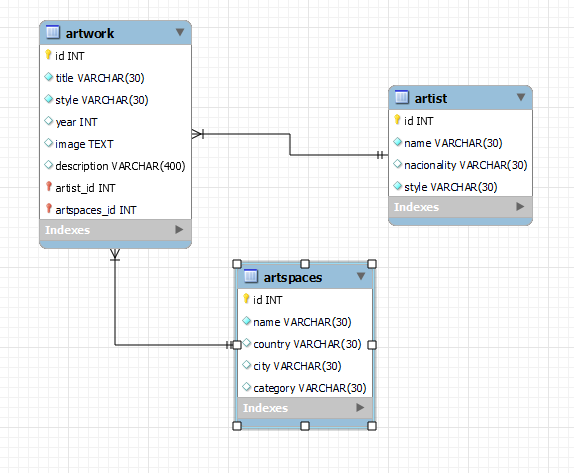 artwork
id INT
title VARCHAR(30)
style VARCHAR(30)
year INT
image TEXT
description VARCHAR(400)
artist_id INT
artspaces_id INT
Indexes
artist
id INT
name VARCHAR(30)
nacionality VARCHAR(30)
style VARCHAR(30)
Indexes
artspaces
id INT
name VARCHAR(30)
country VARCHAR(30)
city VARCHAR(30)
category VARCHAR(30)
Indexes